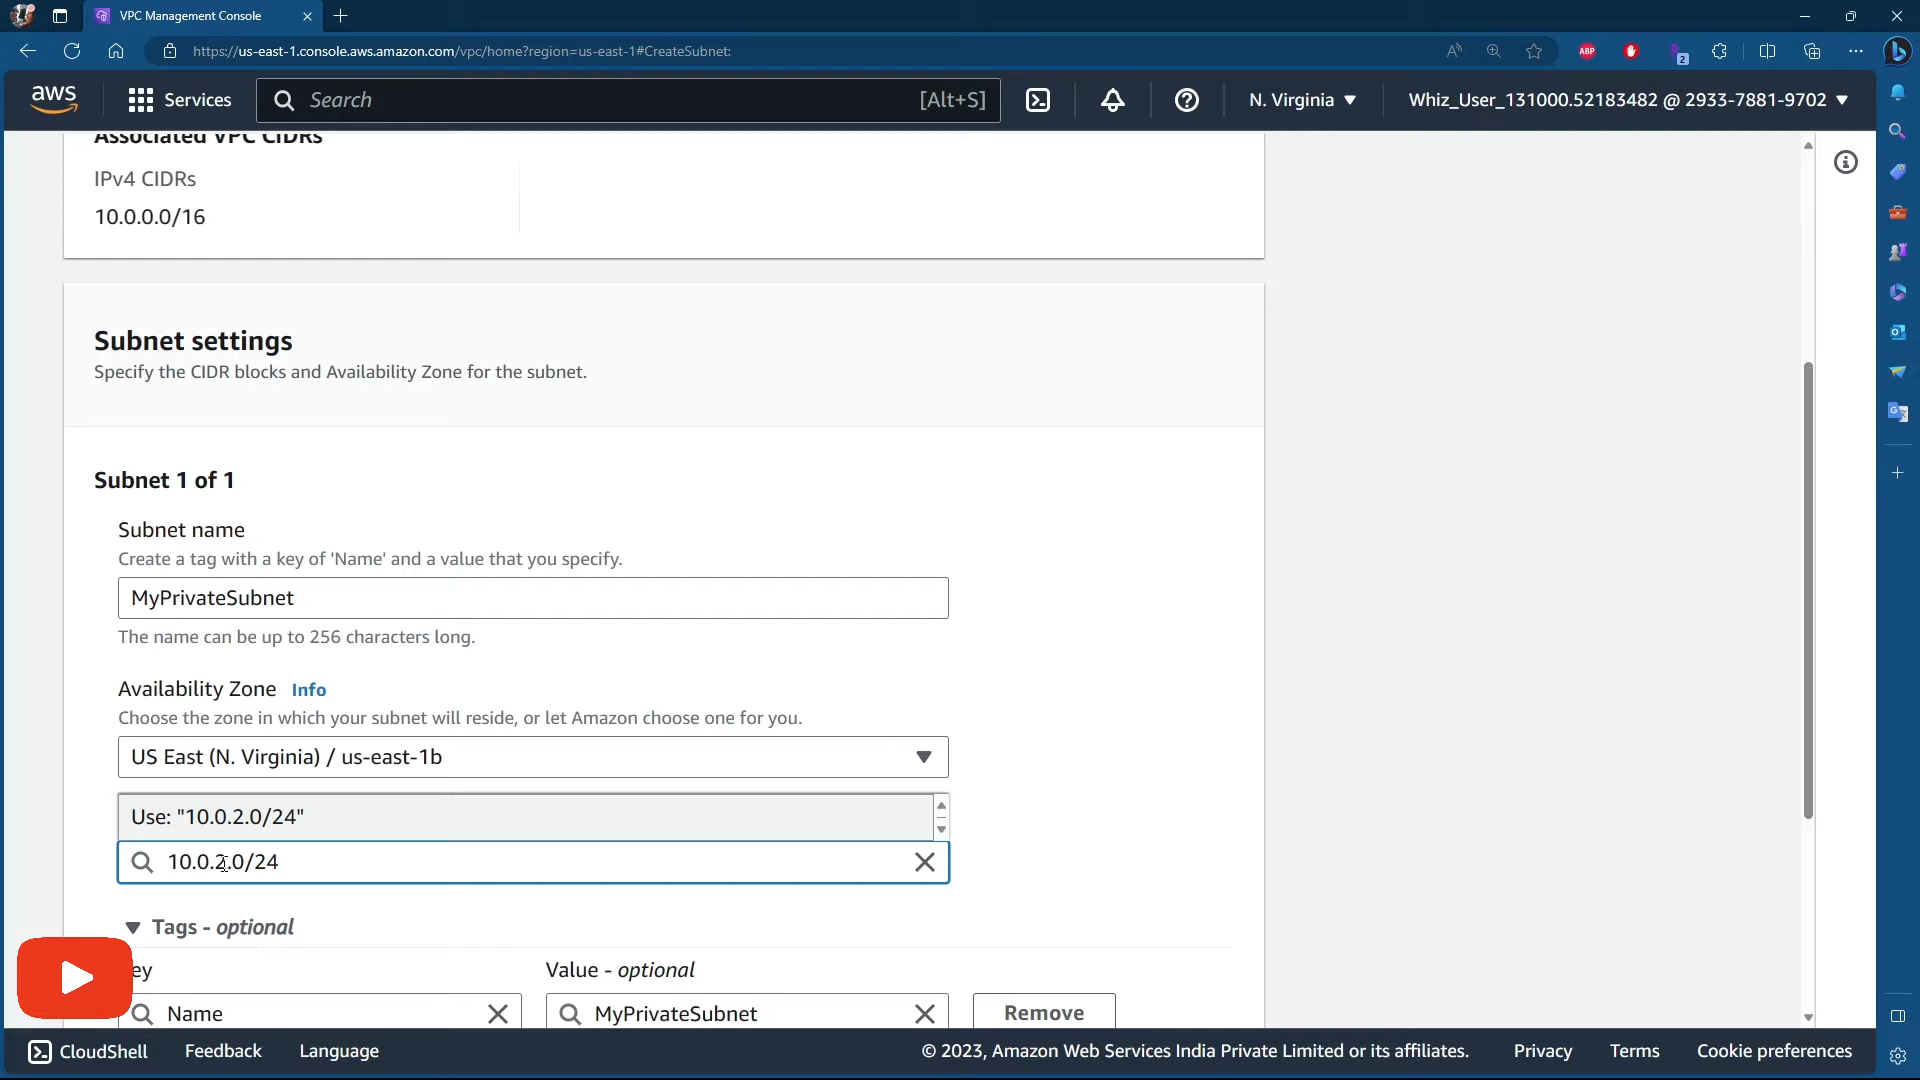 VPC Management Console
https://us-east-1.console.aws.amazon.com/vpc/home?region=us-east-1#CreateSubnet:
ABP
2
aws
Services
Search
[Alt+S]
N. Virginia
Whiz_User_131000.52183482 @ 2933-7881-9702
Associated VPC CIDRs
IPv4 CIDRs
10.0.0.0/16
Subnet settings
Specify the CIDR blocks and Availability Zone for the subnet.
Subnet 1 of 1
Subnet name
Create a tag with a key of 'Name' and a value that you specify.
MyPrivateSubnet
The name can be up to 256 characters long.
Availability Zone Info
Choose the zone in which your subnet will reside, or let Amazon choose one for you.
US East (N. Virginia) / us-east-1b
Use: "10.0.2.0/24"
10.0.2.0/24
Tags - optional
ey
Value - optional
Name
MyPrivateSubnet
Remove
CloudShell
Feedback
Language
© 2023, Amazon Web Services India Private Limited or its affiliates.
Privacy
Terms
Cookie preferences